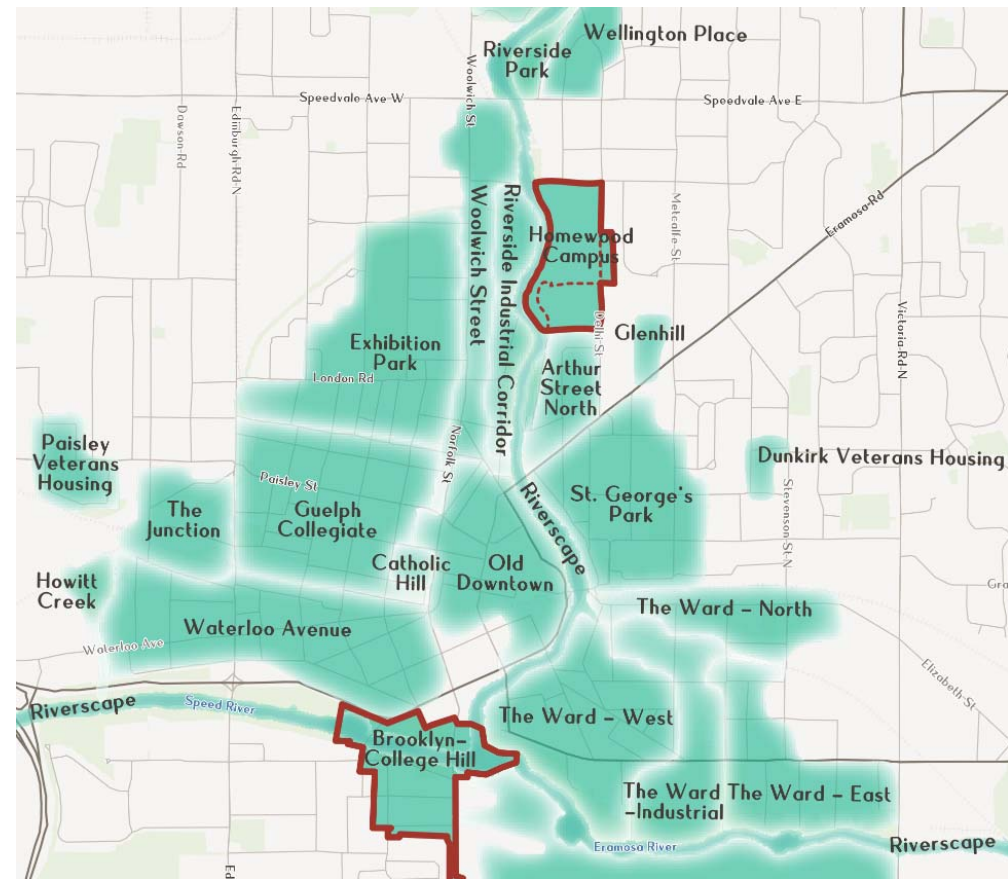 Wellington Place
Riverside
Park
Woolwich St
Speedvale Ave W
Speedvale Ave E
Dawson Rd
Edinburgh Rd N
Woolwich Street
Riverside Industrial Corridor
Homewood
Campus
Metcalfe St
Eramosa Rd
Victoria Rd N
Delhi St
Glenhill
Exhibition
Park
London Rd
Arthur
Street
North
Norfolk St
Paisley
Veterans
Housing
Paisley St
Dunkirk Veterans Housing
The
Junction
Guelph
Collegiate
Riverscape
St. George's
Park
Stevenson St N
Howitt
Creek
Catholic
Hill
Old
Downtown
Gra
The Ward – North
Waterloo Avenue
Waterloo Ave
Elizabeth St
Riverscape
Speed River
The Ward – West
Brooklyn–
College Hill
The Ward
–Industrial
The Ward – East
Eramosa River
Riverscape
Ed